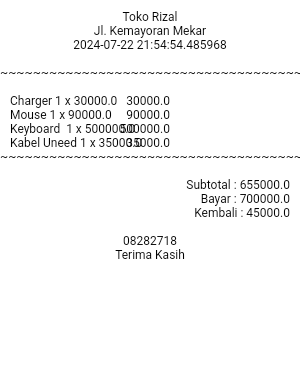 Toko Rizal
Jl. Kemayoran Mekar
2024-07-22 21:54:54.485968
~~~~~~~~~~~~~~~~~~~~~~~~~~~~~~~~~~~~~
Charger 1 x 30000.0 30000.0
Mouse 1 x 90000.0 90000.0
Keyboard 1 x 500000.0 500000.0
Kabel Uneed 1 x 35000.0 35000.0
~~~~~~~~~~~~~~~~~~~~~~~~~~~~~~~~~~~~~
Subtotal : 655000.0
Bayar : 700000.0
Kembali : 45000.0
08282718
Terima Kasih